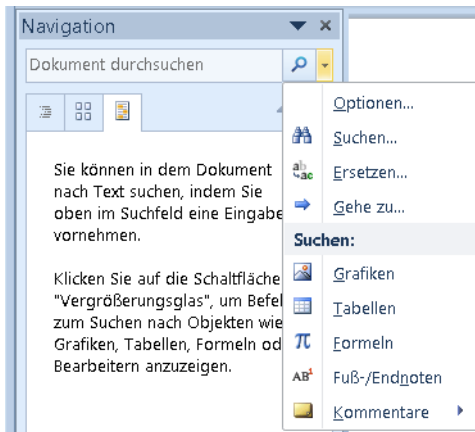 Navigation
Dokument durchsuchen
Optionen...
Suchen...
Ersetzen...
Gehe zu...
Suchen:
Grafiken
Tabellen
Formeln
Fuß-/Endnoten
Kommentare
Sie können in dem Dokument
nach Text suchen, indem Sie
oben im Suchfeld eine Eingabe
vornehmen.
Klicken Sie auf die Schaltfläche
"Vergrößerungsglas", um Befel
zum Suchen nach Objekten wie
Grafiken, Tabellen, Formeln od
Bearbeitern anzuzeigen.